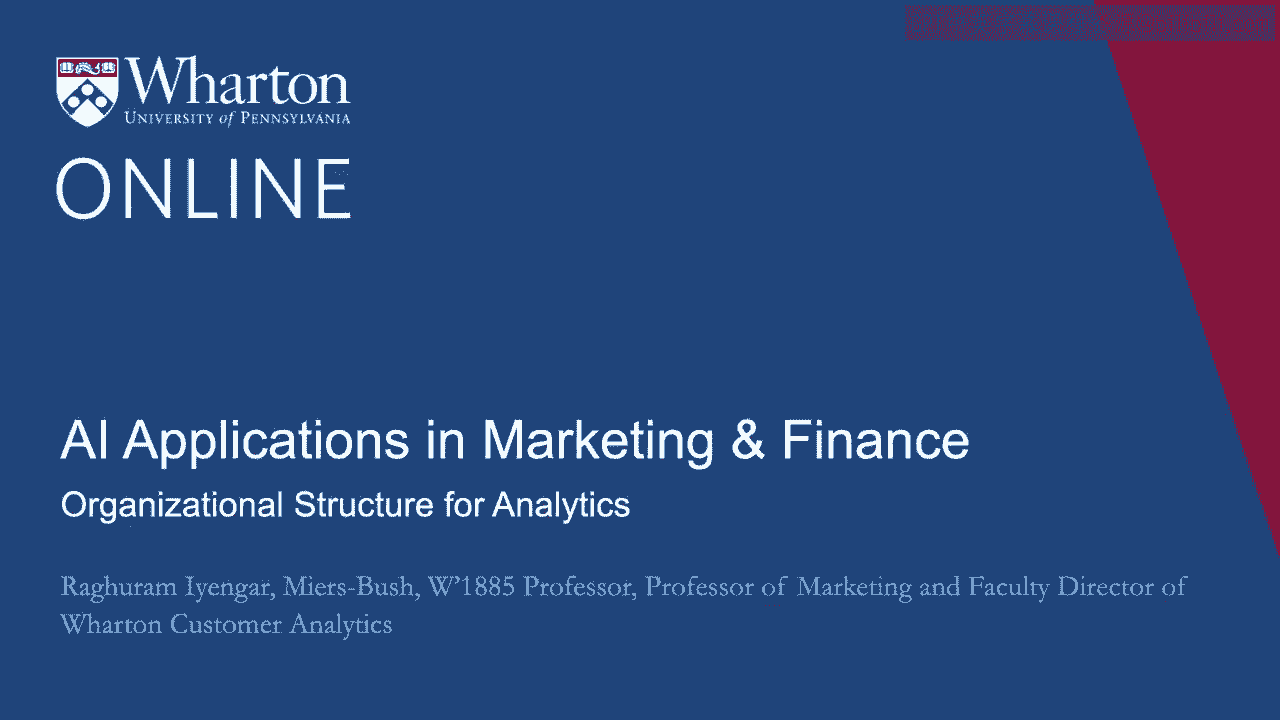 Wharton
UNIVERSITY of PENNSYLVANIA
ONLINE
AI Applications in Marketing & Finance
Organizational Structure for Analytics
Raghuram Iyengar, Miers-Bush, W’1885 Professor, Professor of Marketing and Faculty Director of
Wharton Customer Analytics